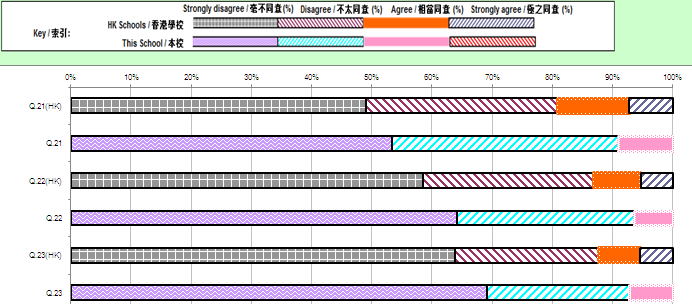 Strongly disagree / 毫不同意 (%) Disagree / 不太同意 (%) Agree / 相當同意 (%) Strongly agree / 極之同意 (%)
Key / 索引: HK Schools / 香港學校
This School / 本校
0% 10% 20% 30% 40% 50% 60% 70% 80% 90% 100%
Q.21(HK)
Q.21
Q.22(HK)
Q.22
Q.23(HK)
Q.23